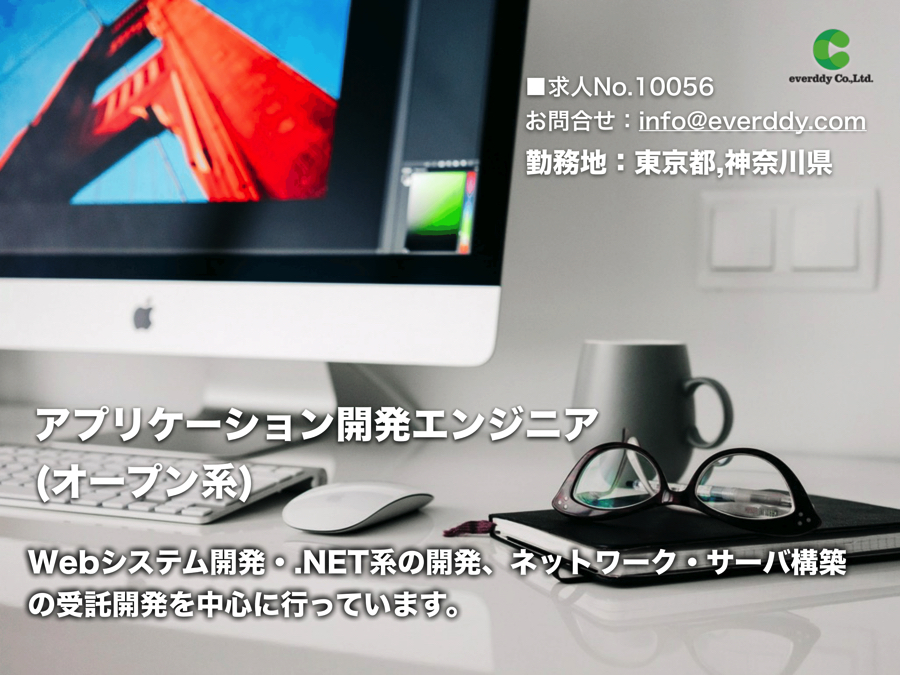 everddy Co.,Ltd.
■求人No.10056
お問合せ：info@everddy.com
勤務地：東京都,神奈川県
アプリケーション開発エンジニア
(オープン系)
Webシステム開発・.NET系の開発、ネットワーク・サーバ構築
の受託開発を中心に行っています。